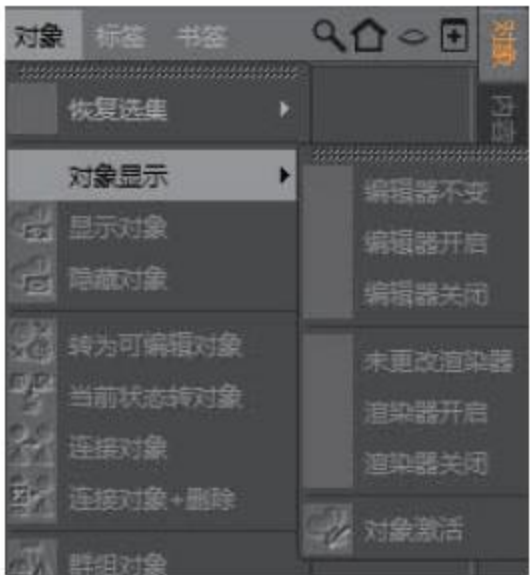 对象 标签 书签
对象
内容
恢复选集
对象显示
显示对象
隐藏对象
转为可编辑对象
当前状态转对象
连接对象
连接对象+删除
群组对象
编辑器不变
编辑器开启
编辑器关闭
未更改渲染器
渲染器开启
渲染器关闭
对象激活